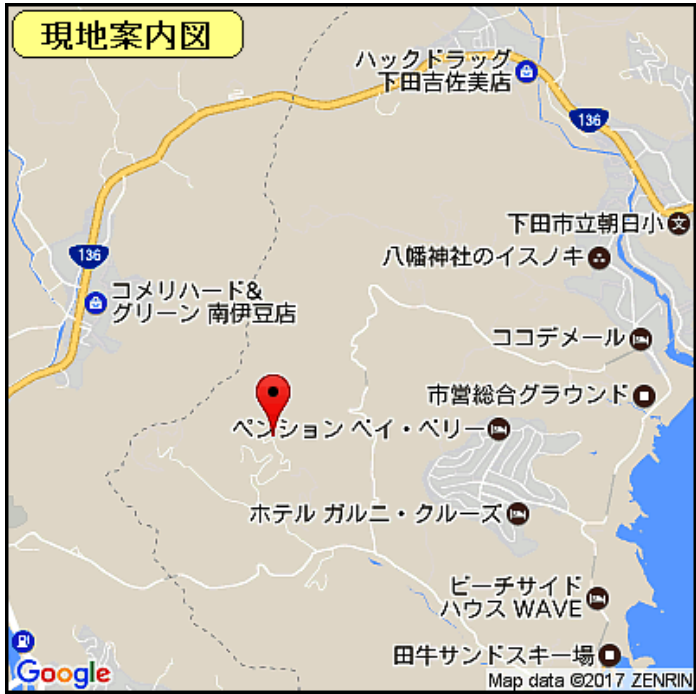 現地案内図
ハックドラッグ
下田吉佐美店
136
下田市立朝日小
文
八幡神社のイスノキ
136
コメリハード&
グリーン 南伊豆店
ココデメール
市営総合グラウンド
ペンション ベイ・ベリー
ホテル ガルニ・クルーズ
ビーチサイド
ハウス WAVE
田牛サンドスキー場
Google
Map data ©2017 ZENRIN